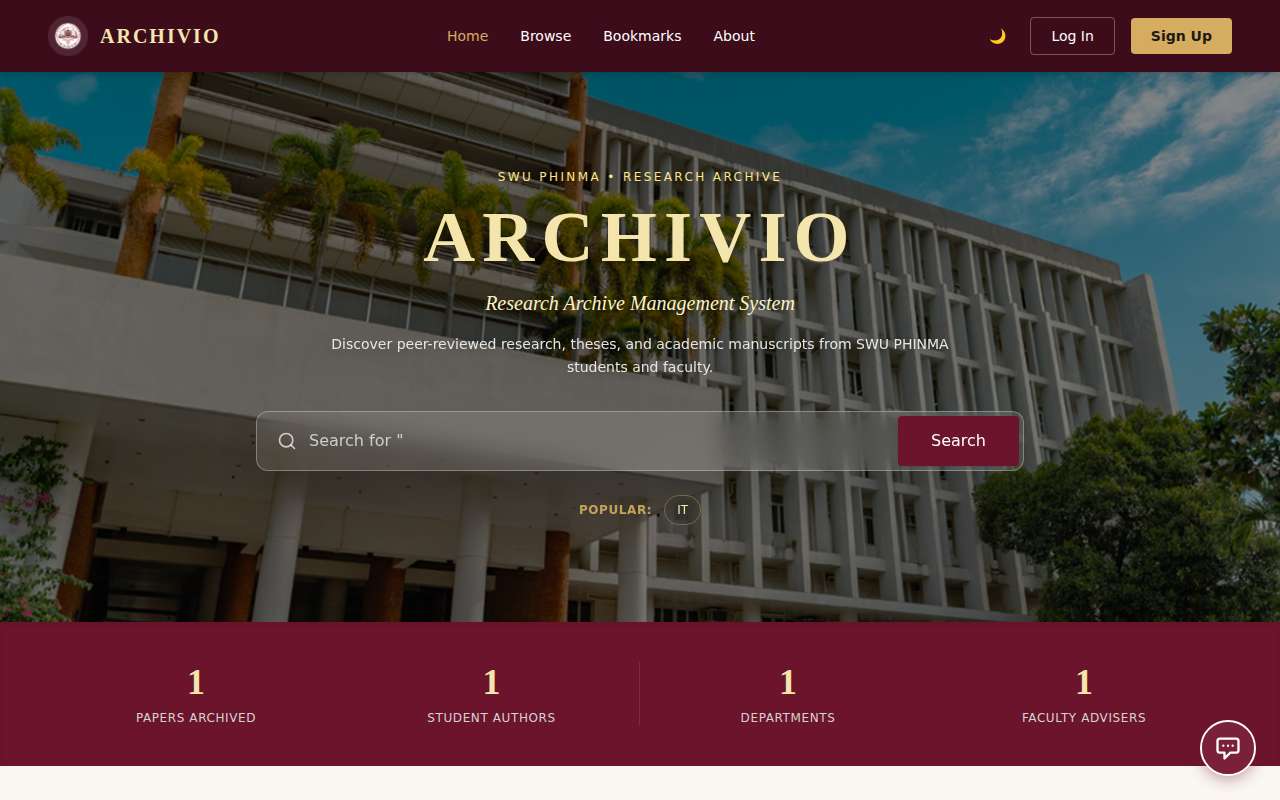 ARCHIVIO
Home
Browse
Bookmarks
About
Log In
Sign Up
SWU PHINMA • RESEARCH ARCHIVE
ARCHIVIO
Research Archive Management System
Discover peer-reviewed research, theses, and academic manuscripts from SWU PHINMA
students and faculty.
Search for "
Search
POPULAR:
IT
1
PAPERS ARCHIVED
1
STUDENT AUTHORS
1
DEPARTMENTS
1
FACULTY ADVISERS